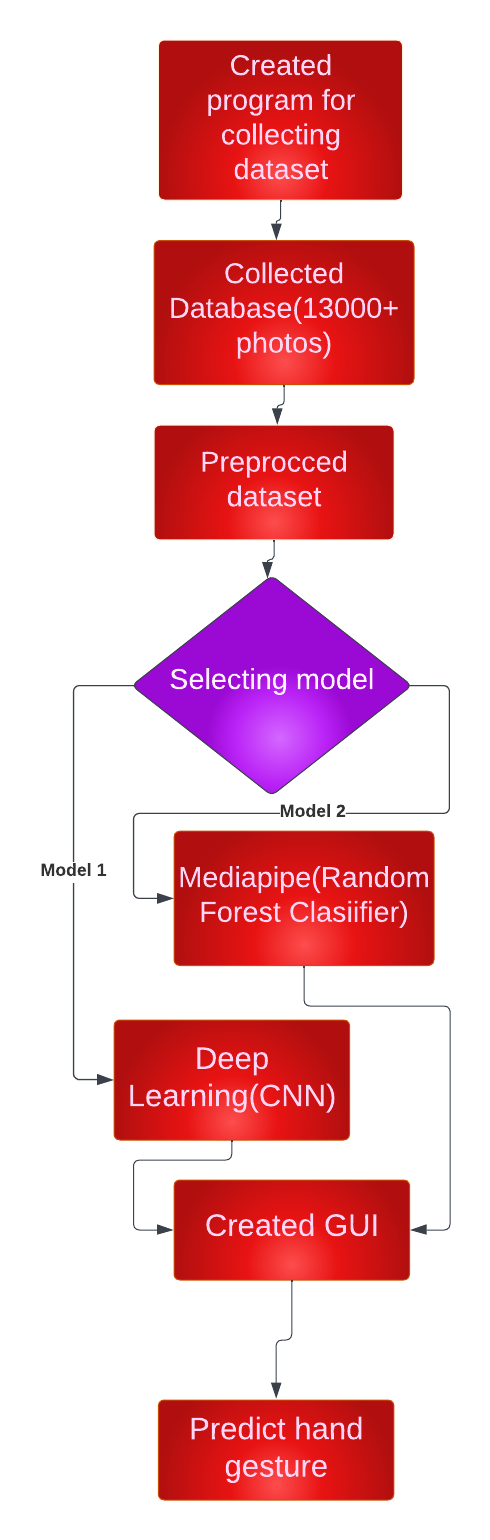 Created
program for
collecting
dataset
Collected
Database(13000+
photos)
Preprocced
dataset
Selecting model
Model 2
Model 1
Mediapipe(Random
Forest Clasiifier)
Deep
Learning(CNN)
Created GUI
Predict hand
gesture